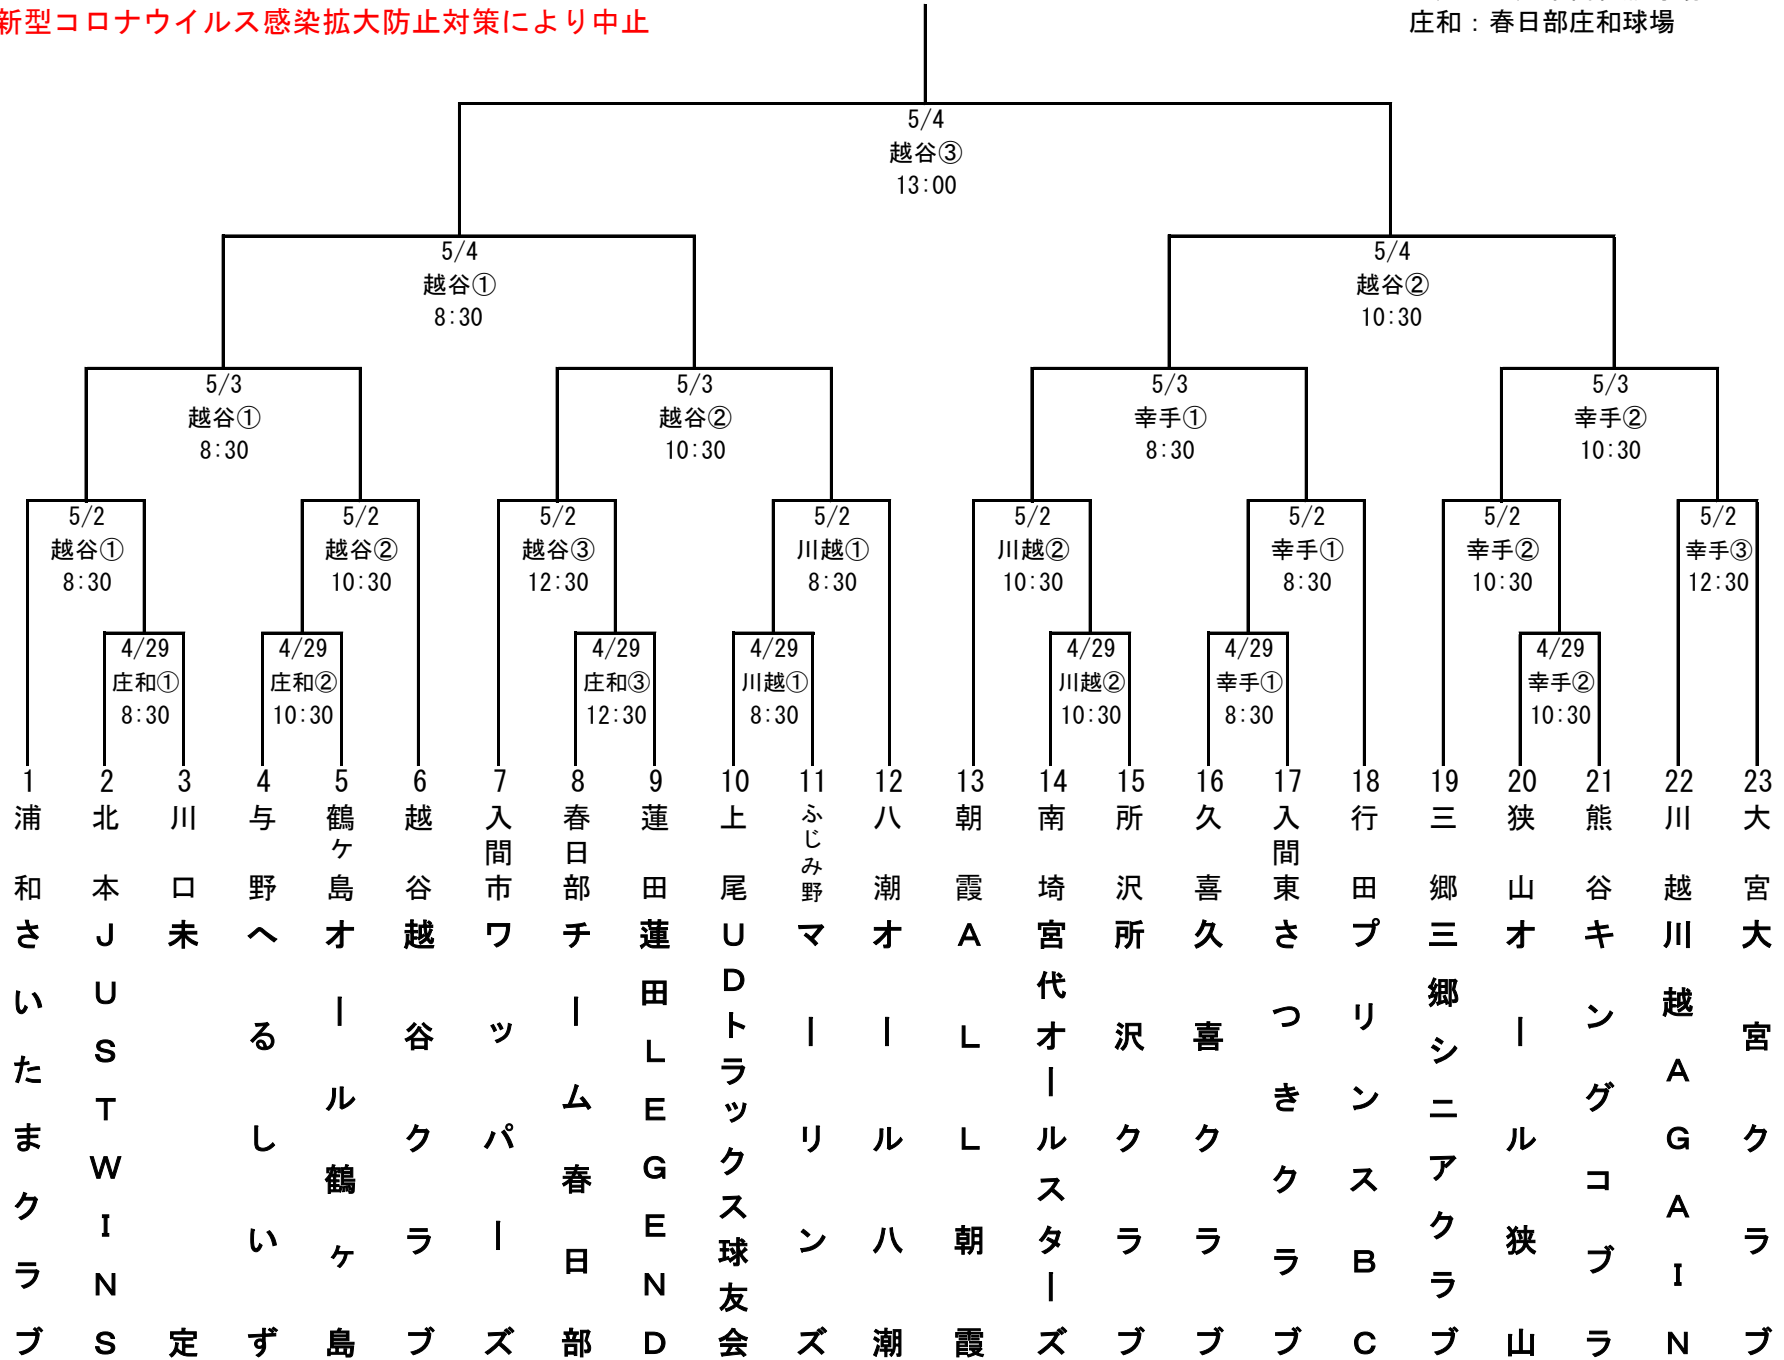 新型コロナウイルス感染拡大防止対策により中止
庄和：春日部庄和球場
5/4
越谷③
13:00
5/4
越谷①
8:30
5/4
越谷②
10:30
5/3
越谷①
8:30
5/3
越谷②
10:30
5/3
幸手①
8:30
5/3
幸手②
10:30
5/2
越谷①
8:30
5/2
越谷②
10:30
5/2
越谷③
12:30
5/2
川越①
8:30
5/2
川越②
10:30
5/2
幸手①
8:30
5/2
幸手②
10:30
5/2
幸手③
12:30
4/29
庄和①
8:30
4/29
庄和②
10:30
4/29
庄和③
12:30
4/29
川越①
8:30
4/29
川越②
10:30
4/29
幸手①
8:30
4/29
幸手②
10:30
1
浦和
さいたまクラブ
2
北本
ＪＵＳＴＷＩＮＳ
3
川口
未定
4
与野
へるしいず
5
鶴ヶ島
オール鶴ヶ島
6
越谷
越谷クラブ
7
入間市
ワッパーズ
8
春日部
チーム春日部
9
蓮田
蓮田ＬＥＧＥＮＤ
10
上尾
ＵＤトラックス球友会
11
ふじみ野
マーリンズ
12
八潮
オール八潮
13
朝霞
ＡＬＬ朝霞
14
南埼
宮代オールスターズ
15
所沢
所沢クラブ
16
久喜
久喜クラブ
17
入間東
さつきクラブ
18
行田
プリンスＢＣ
19
三郷
三郷シニアクラブ
20
狭山
オール狭山
21
熊谷
キングコブラ
22
川越
川越ＡＧＡＩＮ
23
大宮
大宮クラブ